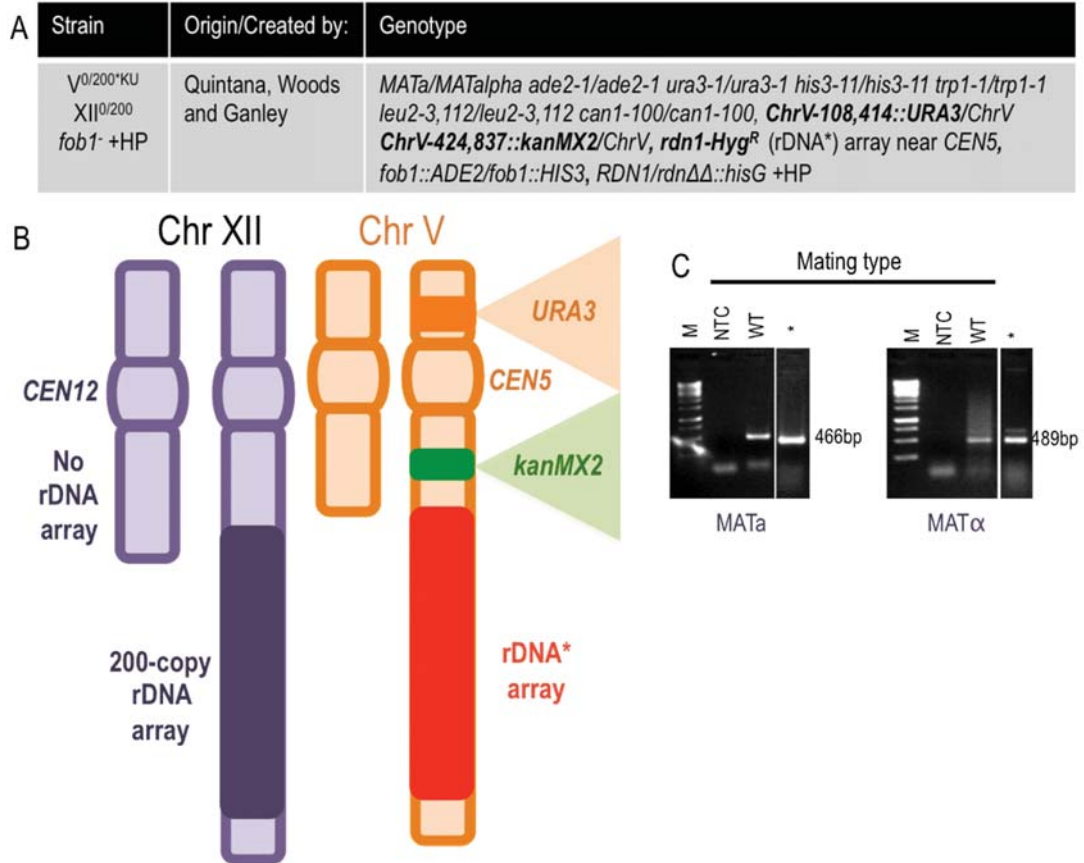 A
Strain
Origin/Created by:
Genotype
V0/200*KU
XII0/200
fob1- +HP
Quintana, Woods
and Ganley
MATa/MATalpha ade2-1/ade2-1 ura3-1/ura3-1 his3-11/his3-11 trp1-1/trp1-1
leu2-3,112/leu2-3,112 can1-100/can1-100, ChrV-108,414::URA3/ChrV
ChrV-424,837::kanMX2/ChrV, rdn1-HygR (rDNA*) array near CEN5,
fob1::ADE2/fob1::HIS3, RDN1/rdnΔΔ::hisG +HP
B
Chr XII
Chr V
URA3
CEN12
CEN5
No
rDNA
array
kanMX2
200-copy
rDNA
array
rDNA*
array
C
Mating type
M
NTC
WT
*
M
NTC
WT
*
466bp
489bp
MATa
MATα